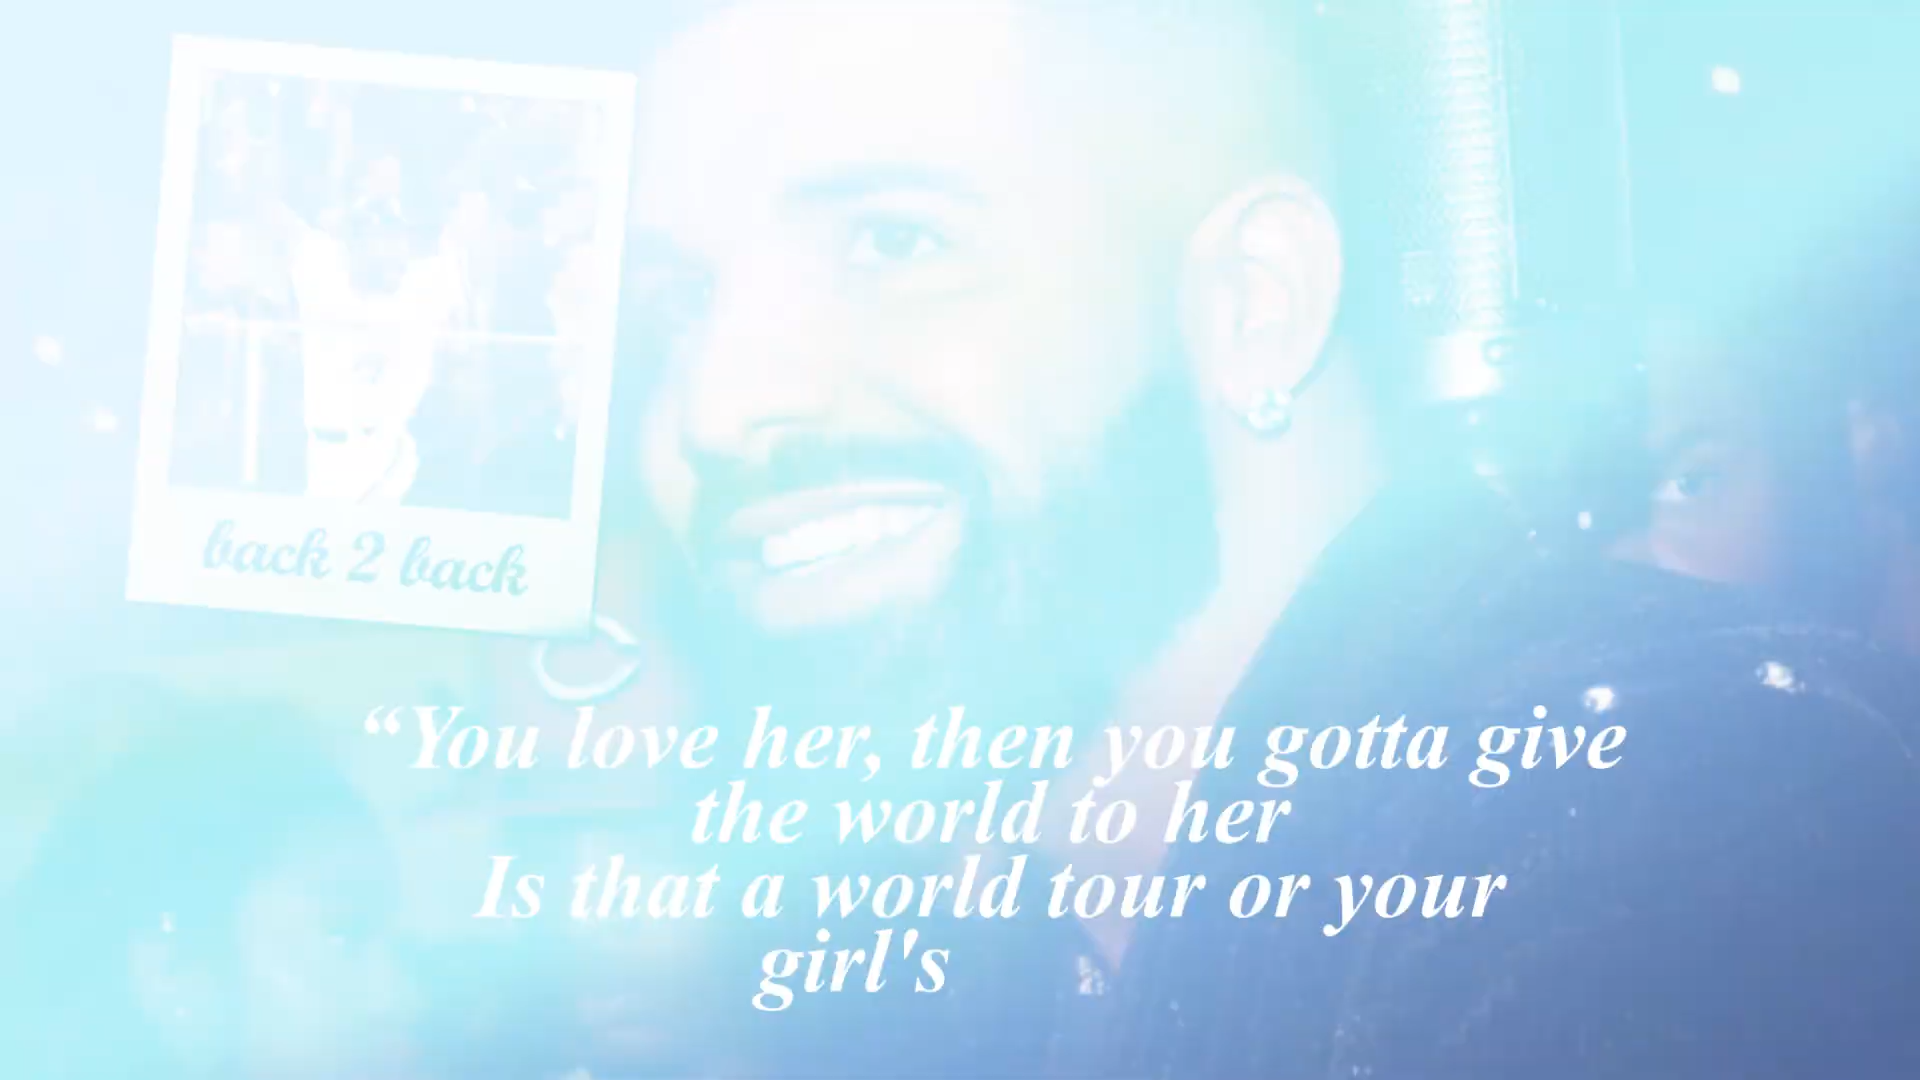 back 2 back
“You love her, then you gotta give
the world to her
Is that a world tour or your
girl's